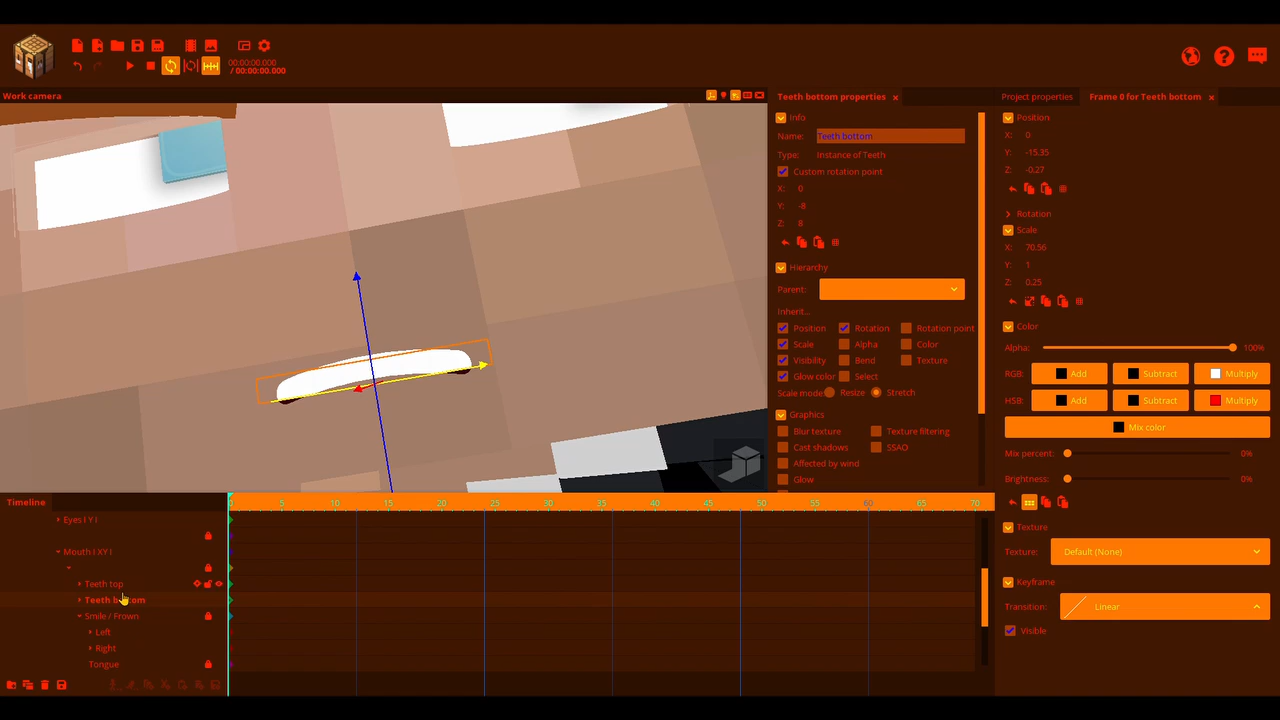 00:00:00.000
/ 00:00:00.000
Work camera
Teeth bottom properties
Info
Name:
Teeth bottom
Type:
Instance of Teeth
Custom rotation point
X:
0
Y:
-8
Z:
8
Hierarchy
Parent:
Inherit...
Position
Rotation
Rotation point
Scale
Alpha
Color
Visibility
Bend
Texture
Glow color
Select
Scale mode:
Resize
Stretch
Graphics
Blur texture
Texture filtering
Cast shadows
SSAO
Affected by wind
Glow
Project properties
Frame 0 for Teeth bottom
Position
X:
0
Y:
-15.35
Z:
-0.27
Rotation
Scale
X:
70.56
Y:
1
Z:
0.25
Color
Alpha:
100%
RGB:
Add
Subtract
Multiply
HSB:
Add
Subtract
Multiply
Mix color
Mix percent:
0%
Brightness:
0%
Texture
Texture:
Default (None)
Keyframe
Transition:
Linear
Visible
Timeline
0 5 10 15 20 25 30 35 40 45 50 55 60 65 70
Eyes I Y I
Mouth I XY I
Teeth top
Teeth bottom
Smile / Frown
Left
Right
Tongue